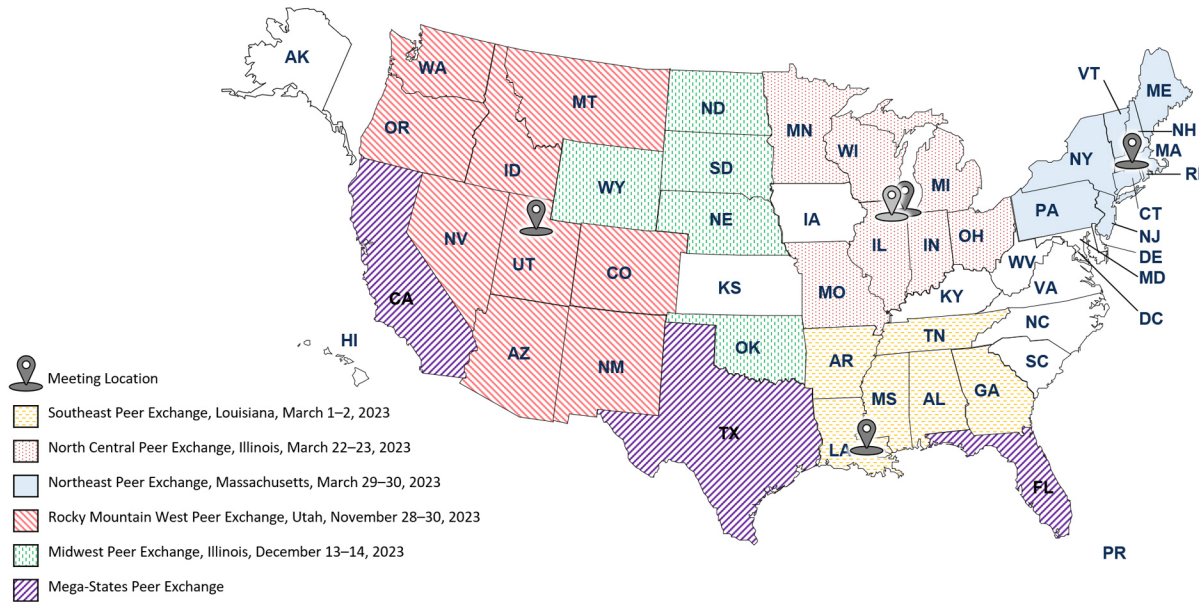 AK
WA
MT
ND
MN
VT
ME
OR
ID
WY
SD
WI
MI
NY
NH
MA
RI
NV
UT
CO
NE
IA
IL
IN
OH
PA
CT
NJ
DE
MD
DC
CA
AZ
NM
KS
MO
KY
WV
VA
NC
SC
TN
OK
AR
MS
AL
GA
TX
LA
FL
HI
PR
Meeting Location
Southeast Peer Exchange, Louisiana, March 1–2, 2023
North Central Peer Exchange, Illinois, March 22–23, 2023
Northeast Peer Exchange, Massachusetts, March 29–30, 2023
Rocky Mountain West Peer Exchange, Utah, November 28–30, 2023
Midwest Peer Exchange, Illinois, December 13–14, 2023
Mega-States Peer Exchange